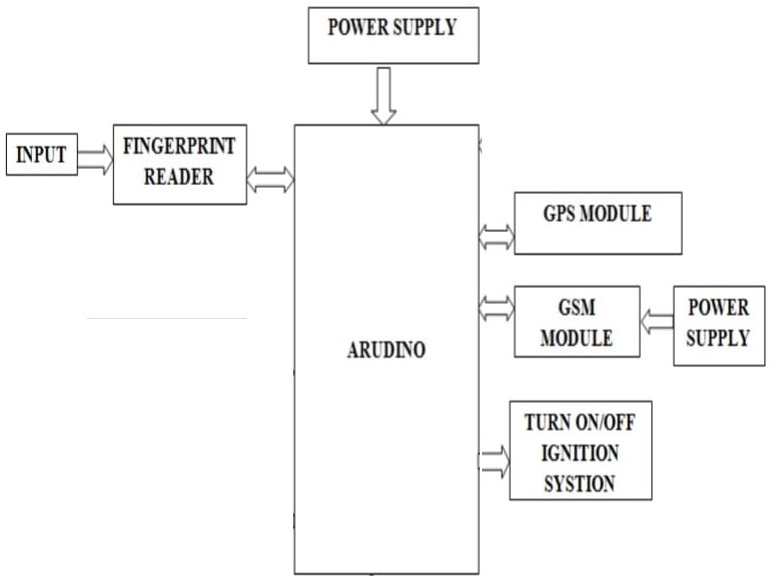 POWER SUPPLY
INPUT
FINGERPRINT
READER
GPS MODULE
GSM
MODULE
POWER
SUPPLY
ARUDINO
TURN ON/OFF
IGNITION
SYSTION